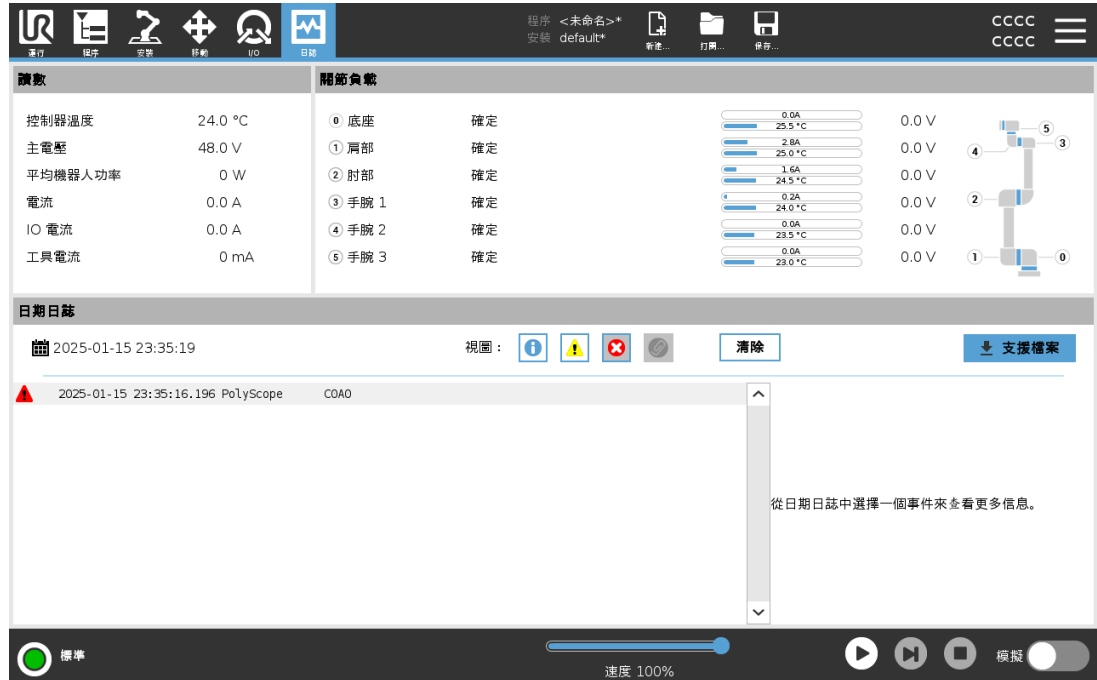 運行 程序 安裝 移動 I/O 日誌
程序 <未命名>*
安裝 default*
新建... 打開... 保存...
CCCC
CCCC
讀數
控制器溫度 24.0 °C
主電壓 48.0 V
平均機器人功率 0 W
電流 0.0 A
IO 電流 0.0 A
工具電流 0 mA
關節負載
0 底座 確定 0.0A 25.5 °C 0.0 V
1 肩部 確定 2.8A 25.0 °C 0.0 V
2 肘部 確定 1.6A 24.5 °C 0.0 V
3 手腕 1 確定 0.2A 24.0 °C 0.0 V
4 手腕 2 確定 0.0A 23.5 °C 0.0 V
5 手腕 3 確定 0.0A 23.0 °C 0.0 V
5
4 3
2
1 0
日期日誌
2025-01-15 23:35:19 視圖： 清除 支援檔案
2025-01-15 23:35:16.196 PolyScope C0A0
從日期日誌中選擇一個事件來查看更多信息。
標準
速度 100%
模擬